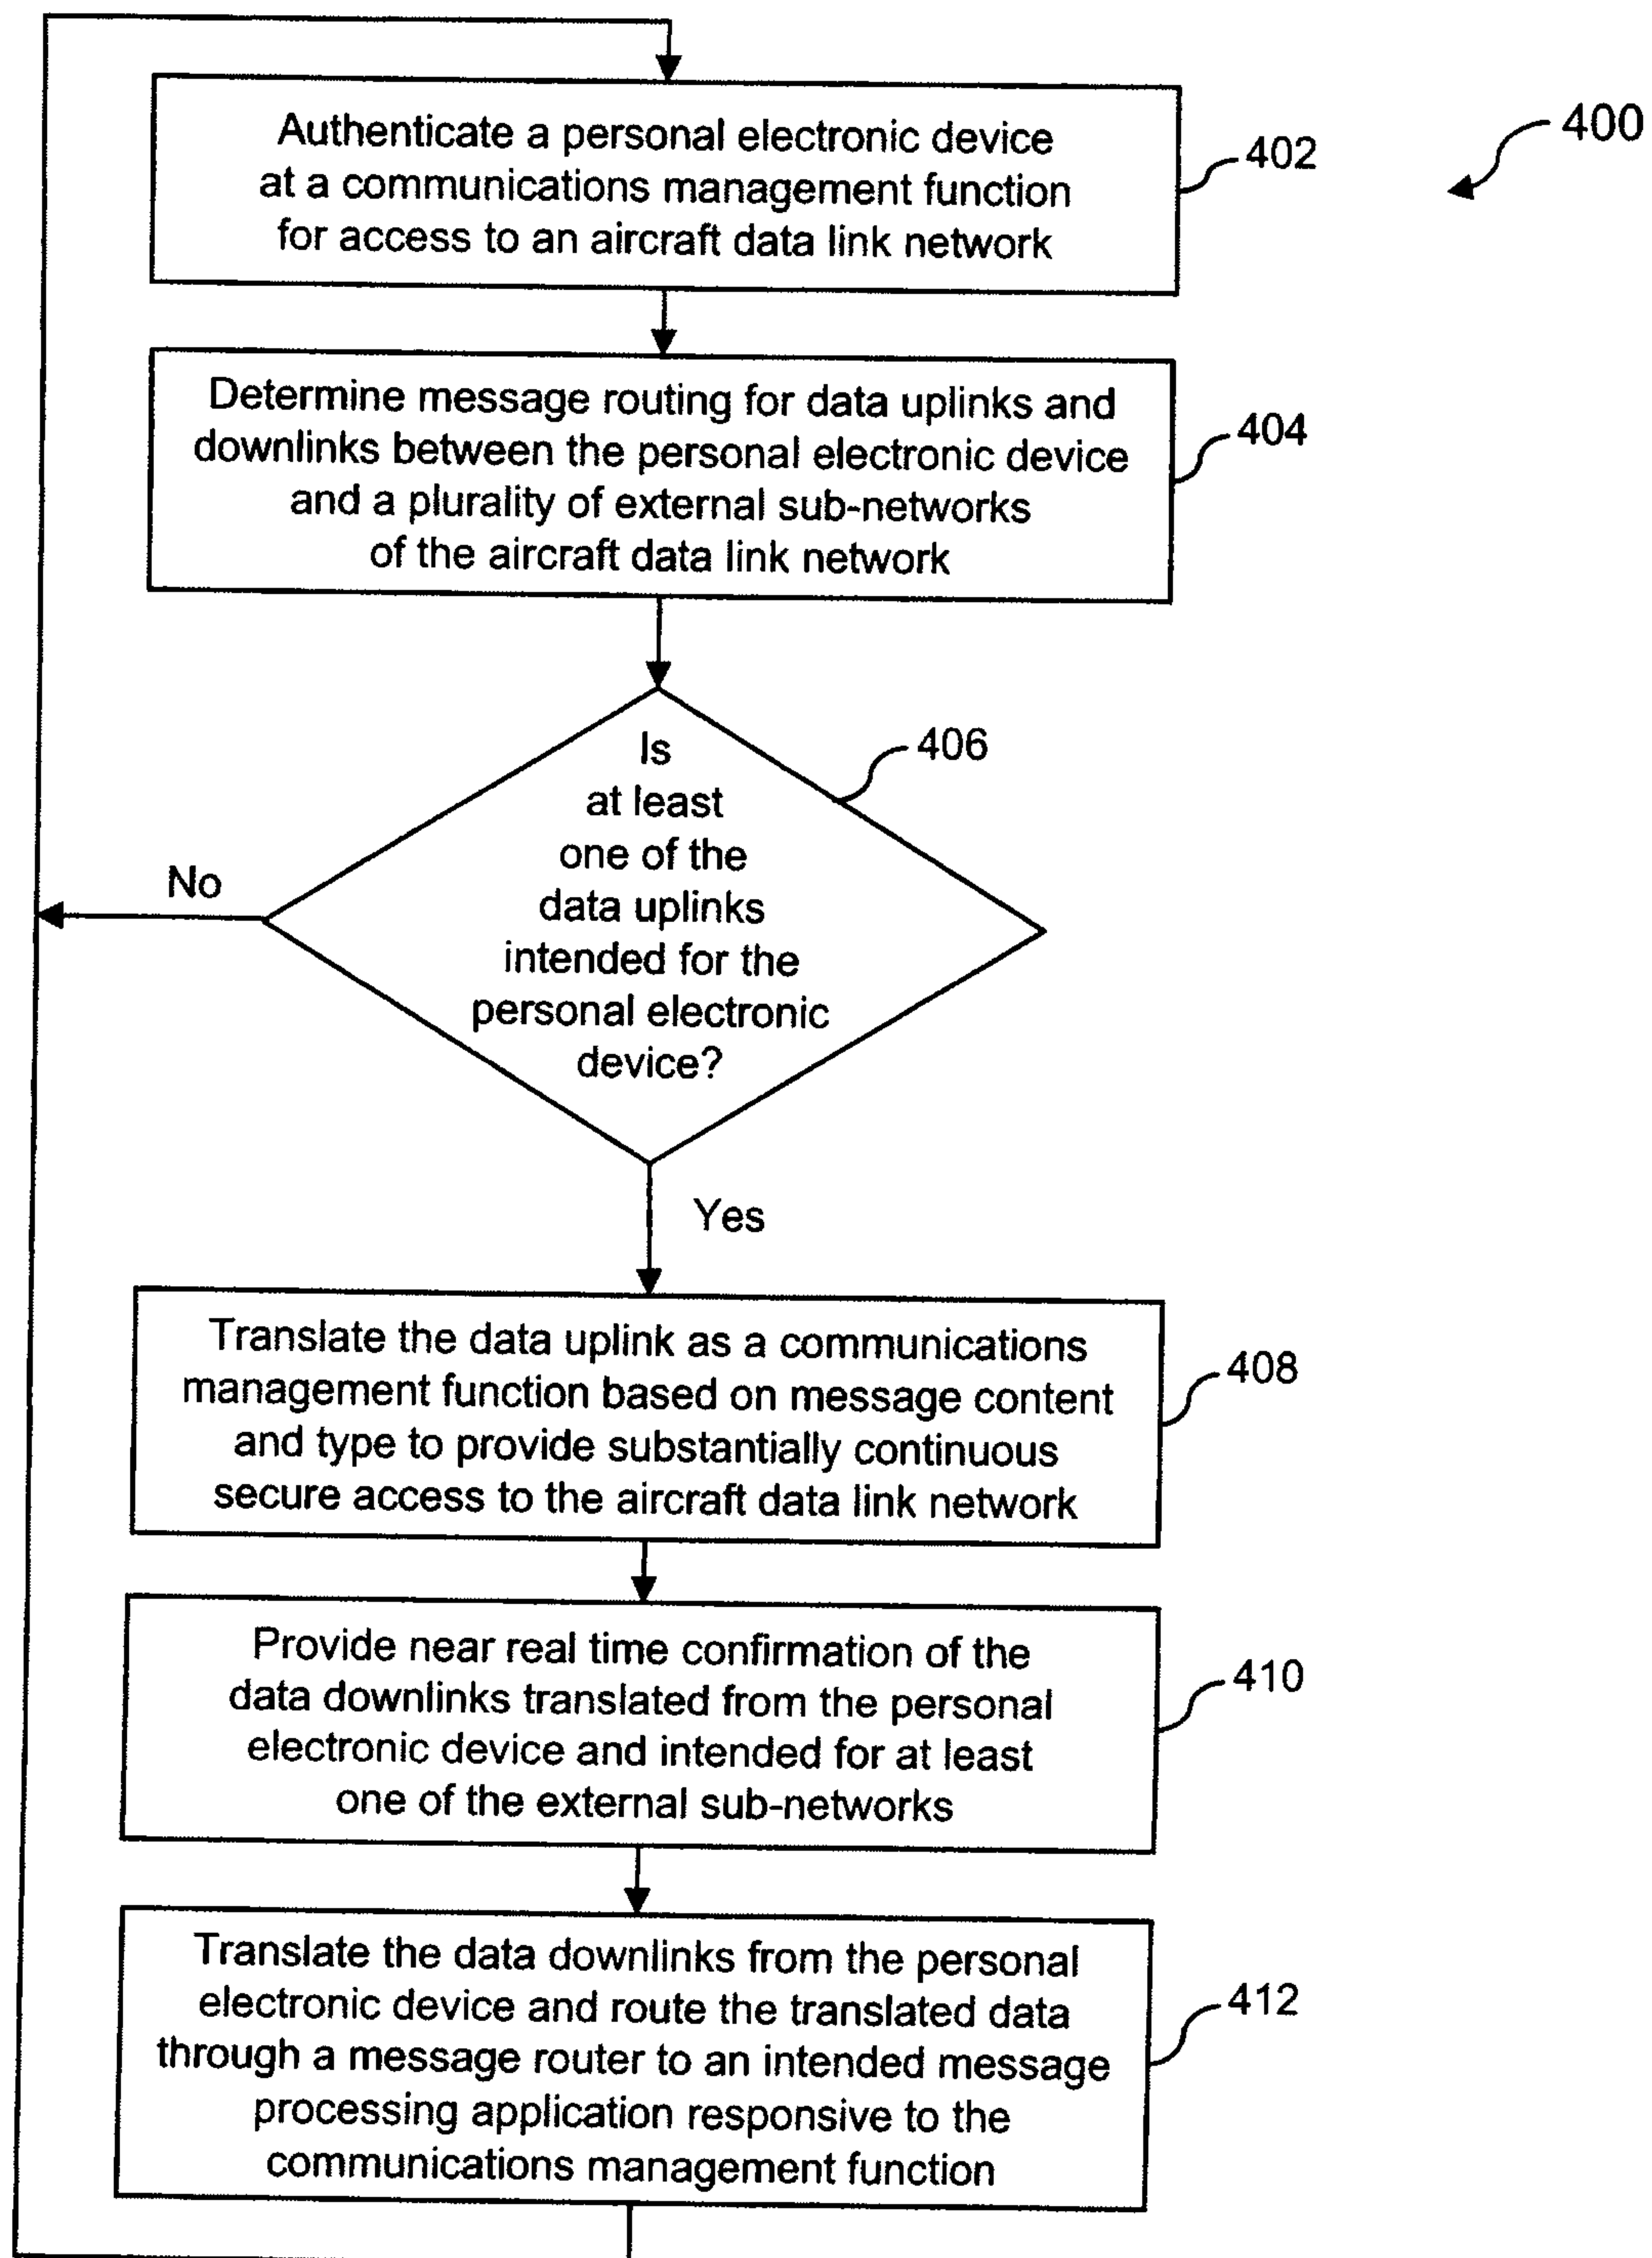 400
Authenticate a personal electronic device
at a communications management function
for access to an aircraft data link network
402
Determine message routing for data uplinks and
downlinks between the personal electronic device
and a plurality of external sub-networks
of the aircraft data link network
404
Is
at least
one of the
data uplinks
intended for the
personal electronic
device?
406
No
Yes
Translate the data uplink as a communications
management function based on message content
and type to provide substantially continuous
secure access to the aircraft data link network
408
Provide near real time confirmation of the
data downlinks translated from the personal
electronic device and intended for at least
one of the external sub-networks
410
Translate the data downlinks from the personal
electronic device and route the translated data
through a message router to an intended message
processing application responsive to the
communications management function
412